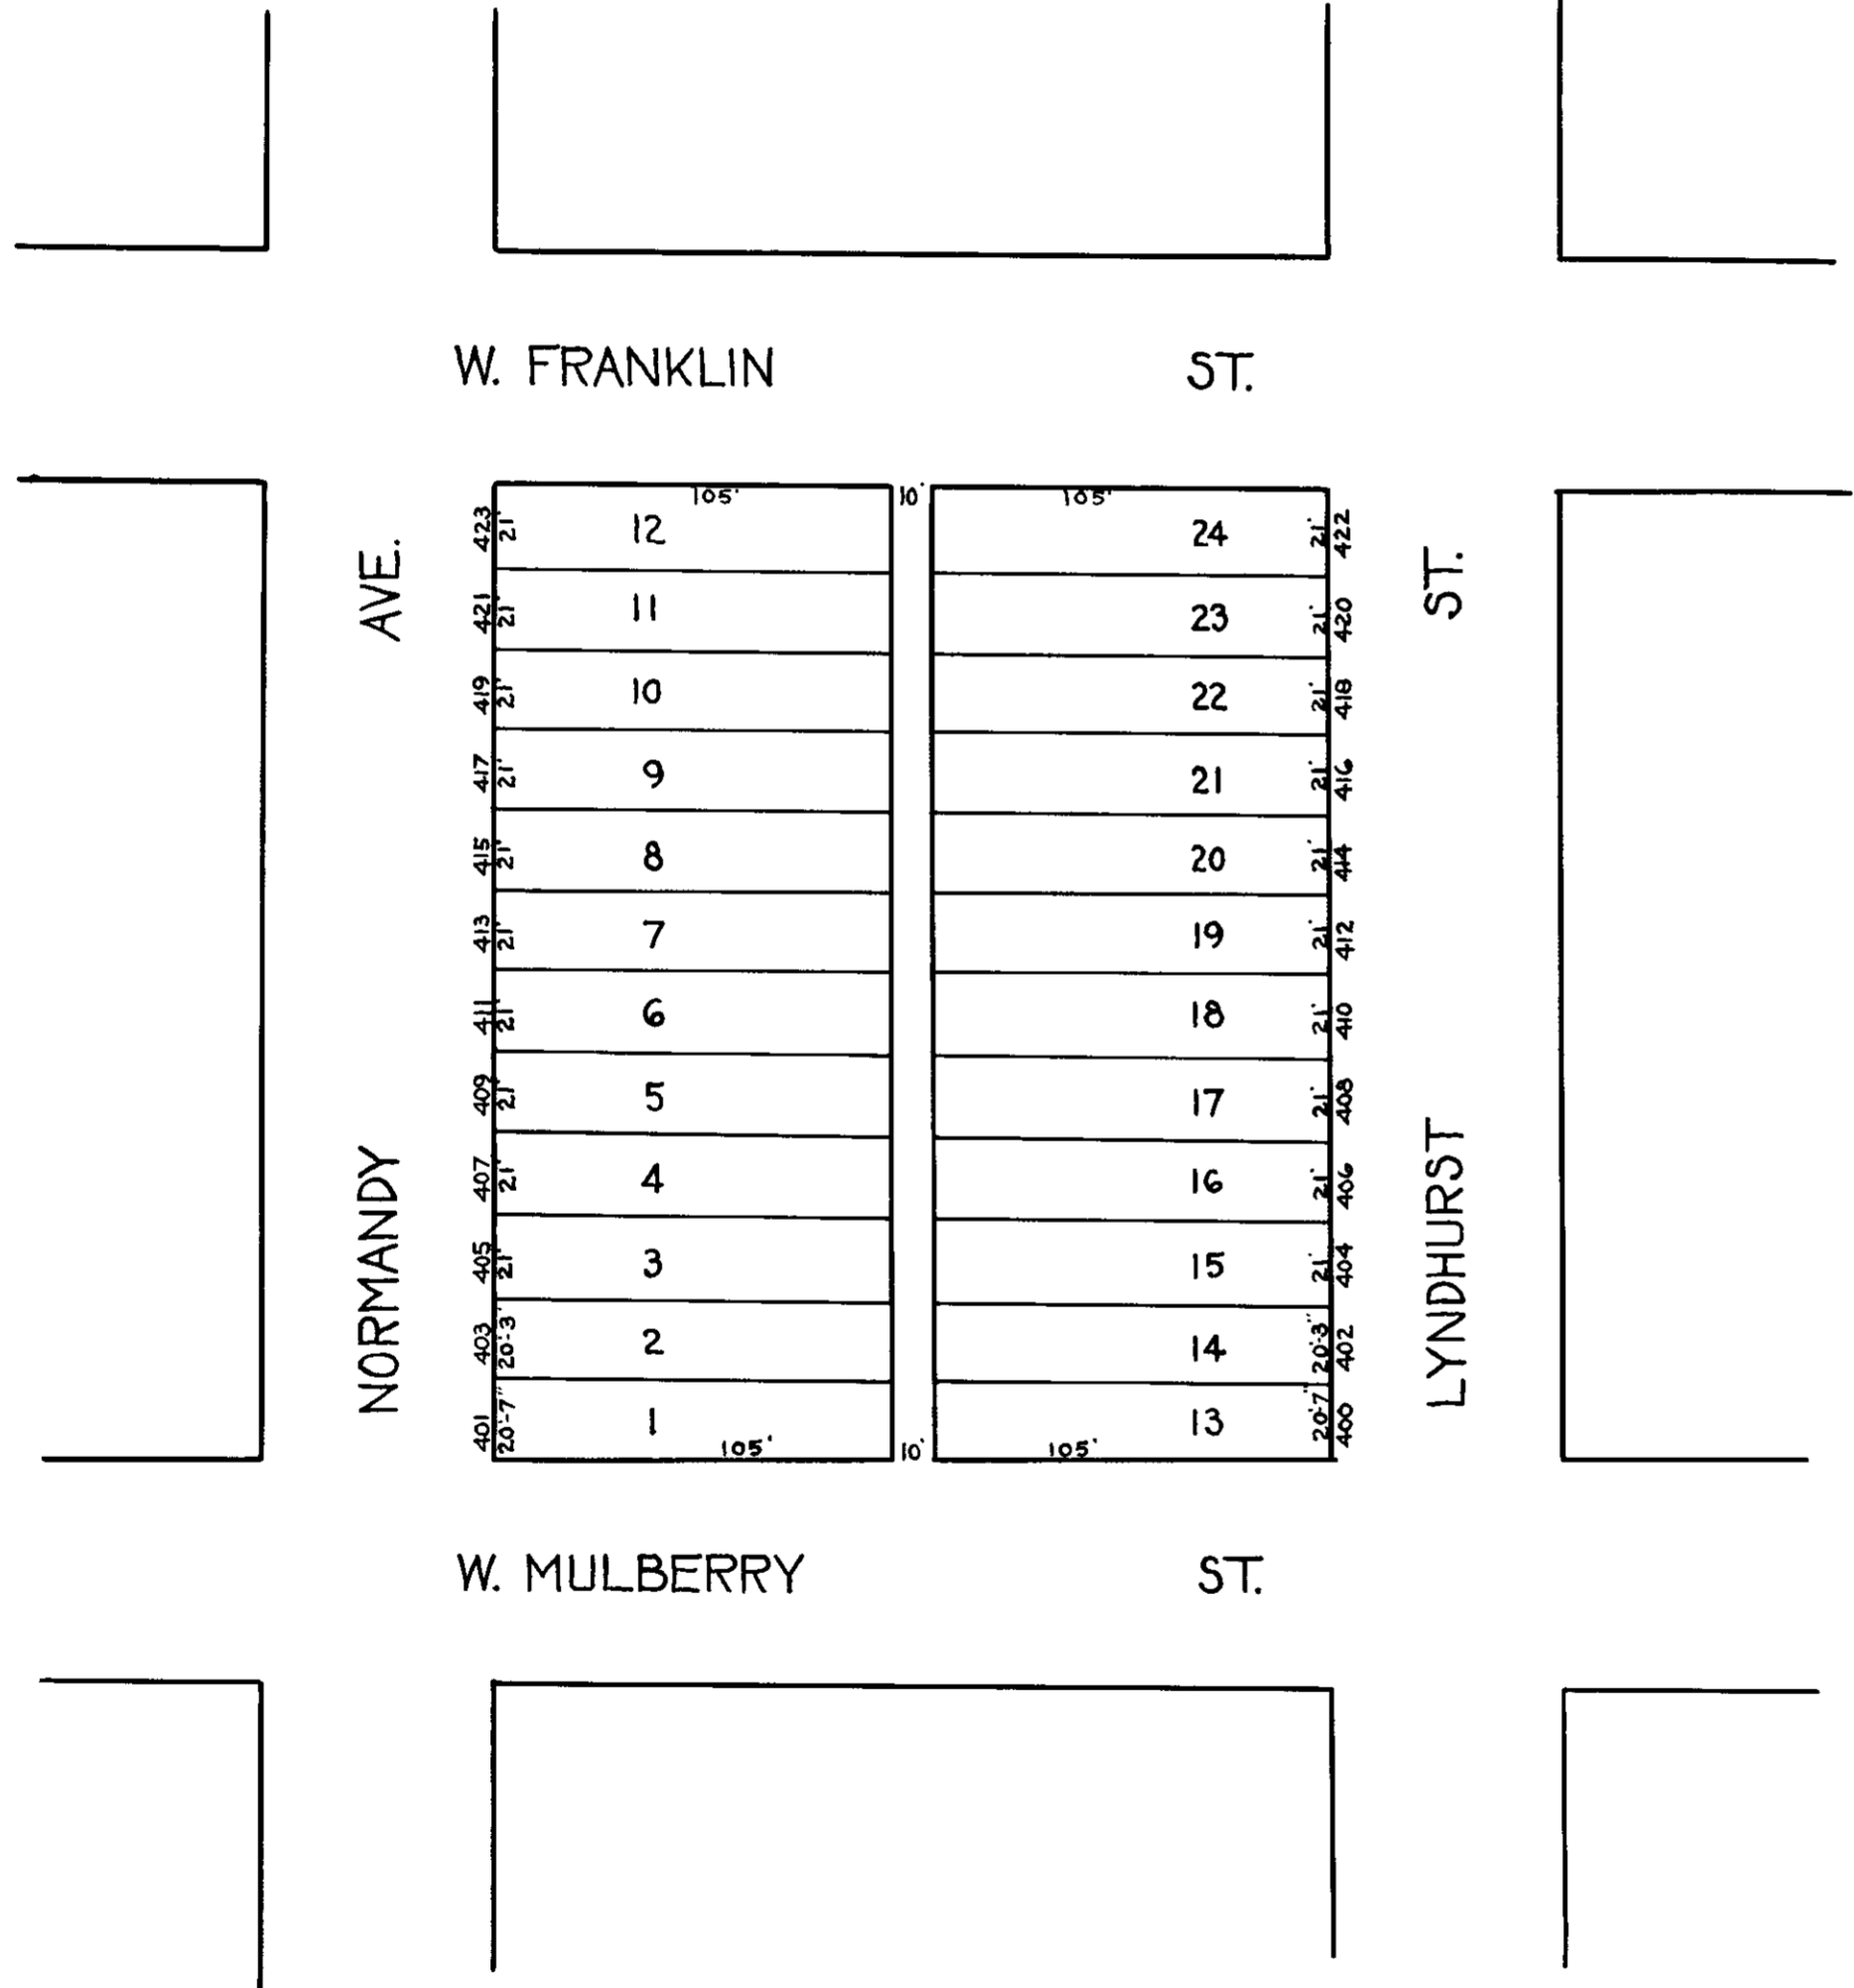 W. FRANKLIN ST.
105' 10' 105'
423 21' 12 24 21' 422
421 21' 11 23 21' 420
419 21' 10 22 21' 418
417 21' 9 21 21' 416
415 21' 8 20 21' 414
413 21' 7 19 21' 412
411 21' 6 18 21' 410
409 21' 5 17 21' 408
407 21' 4 16 21' 406
405 21' 3 15 21' 404
403 20'-3" 2 14 20'-3" 402
401 20'-7" 1 13 20'-7" 400
105' 10' 105'
NORMANDY AVE.
LYNDHURST ST.
W. MULBERRY ST.